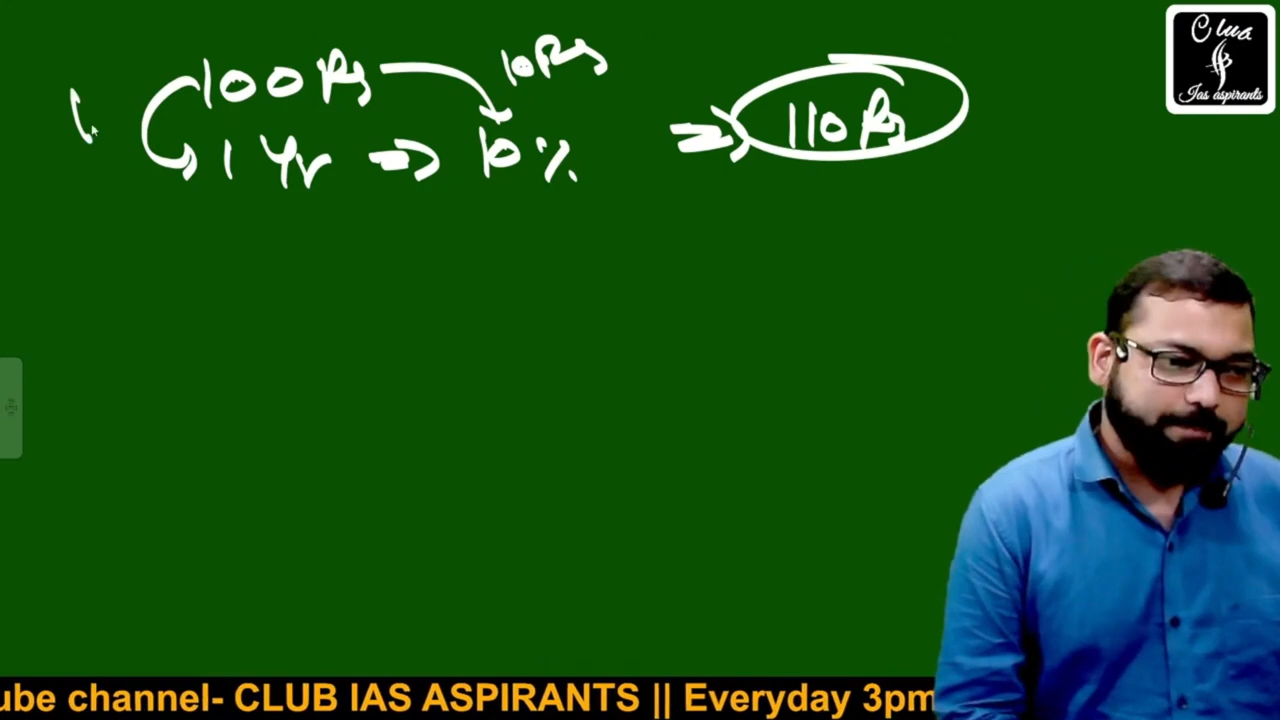 100 Rs 10 Rs
1 Yr ⇒ 10 %
⇒ 110 Rs
Club
Ias aspirants
ube channel- CLUB IAS ASPIRANTS || Everyday 3pm